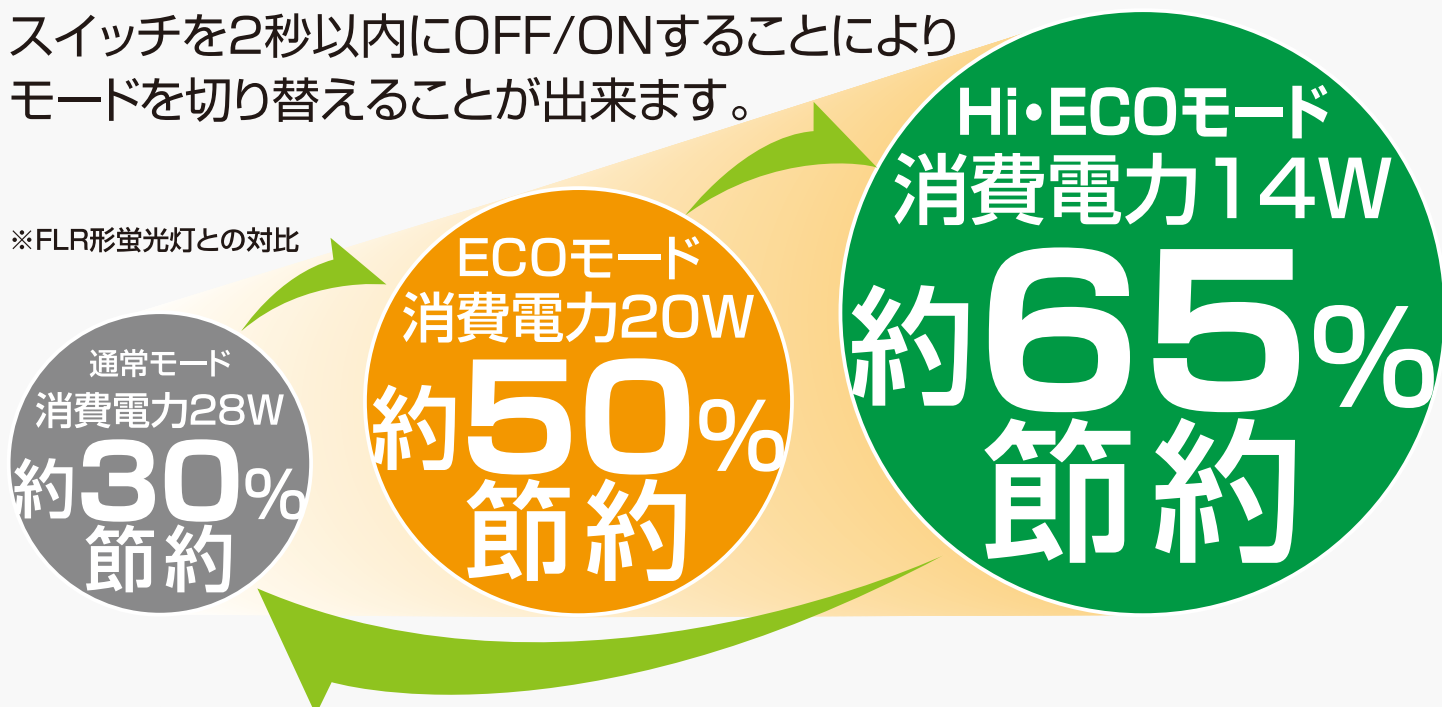 スイッチを2秒以内にOFF/ONすることにより
モードを切り替えることが出来ます。
※FLR形蛍光灯との対比
通常モード
消費電力28W
約30%
節約
ECOモード
消費電力20W
約50%
節約
Hi・ECOモード
消費電力14W
約65%
節約